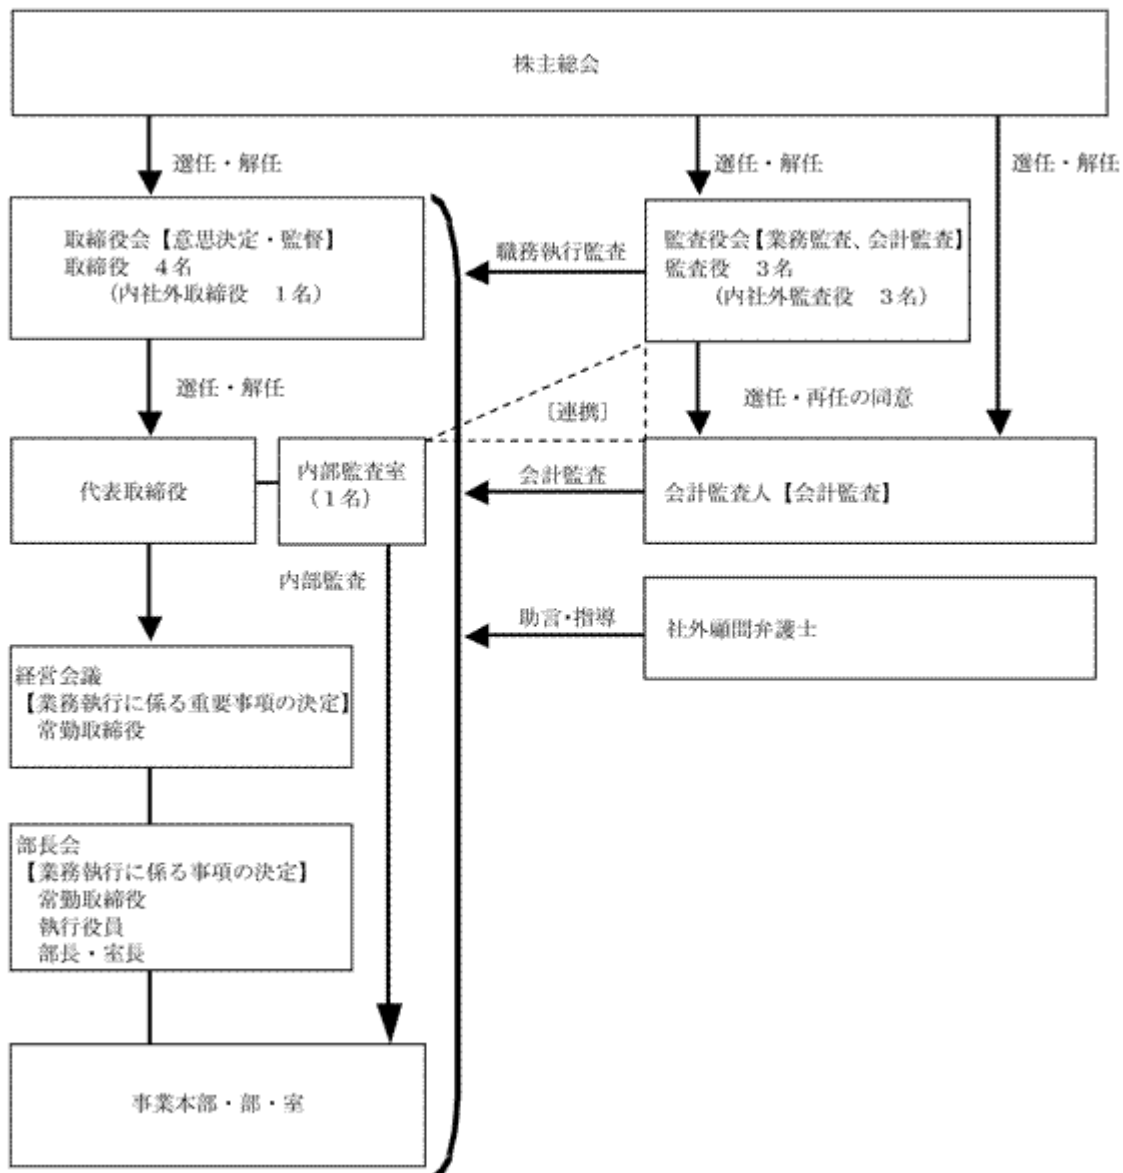 株主総会
選任・解任
選任・解任
選任・解任
取締役会【意思決定・監督】
取締役　４名
（内社外取締役　１名）
職務執行監査
監査役会【業務監査、会計監査】
監査役　３名
（内社外監査役　３名）
選任・解任
〔連携〕
選任・再任の同意
代表取締役
内部監査室
（１名）
会計監査
会計監査人【会計監査】
内部監査
助言・指導
社外顧問弁護士
経営会議
【業務執行に係る重要事項の決定】
常勤取締役
部長会
【業務執行に係る事項の決定】
常勤取締役
執行役員
部長・室長
事業本部・部・室